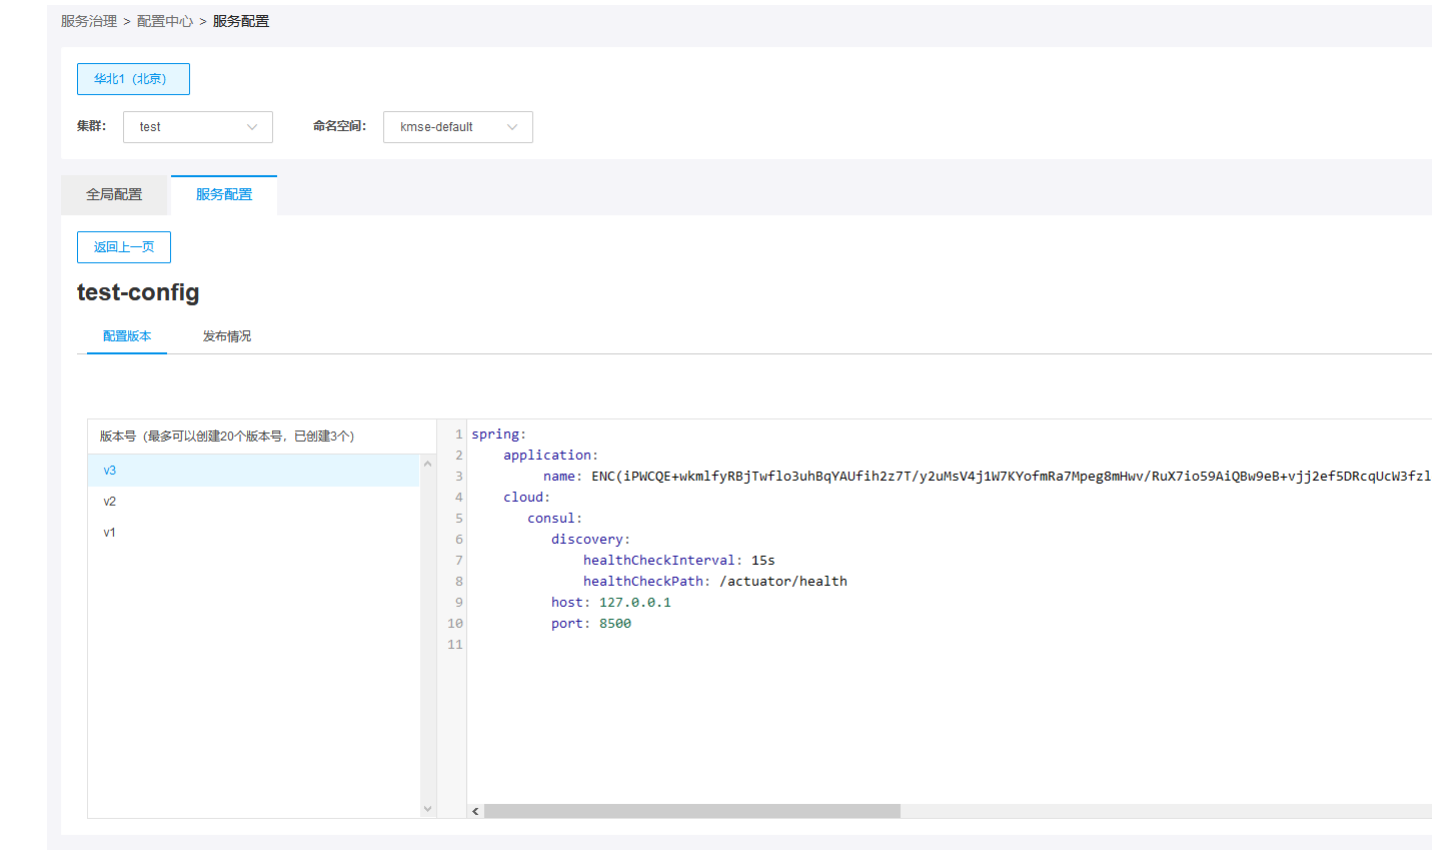 服务治理 > 配置中心 > 服务配置
华北1（北京）
集群： test 命名空间： kmse-default
全局配置 服务配置
返回上一页
test-config
配置版本 发布情况
版本号（最多可以创建20个版本号，已创建3个）
v3
v2
v1
1 spring:
2 application:
3 name: ENC(iPWCQE+wkmlfyRBjTwflo3uhBqYAUfih2z7T/y2uMsV4j1W7KYofmRa7Mpeg8mHwv/RuX7io59AiQBw9eB+vjj2ef5DRcqUcW3fzl
4 cloud:
5 consul:
6 discovery:
7 healthCheckInterval: 15s
8 healthCheckPath: /actuator/health
9 host: 127.0.0.1
10 port: 8500
11